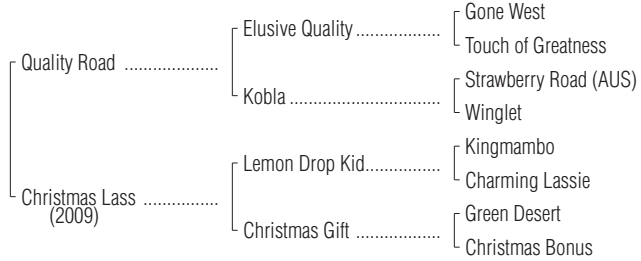 Gone West
Elusive Quality ..................
Touch of Greatness
Quality Road ....................
Strawberry Road (AUS)
Kobla ................................
Winglet
Kingmambo
Lemon Drop Kid................
Charming Lassie
Christmas Lass ................
(2009)
Green Desert
Christmas Gift ..................
Christmas Bonus